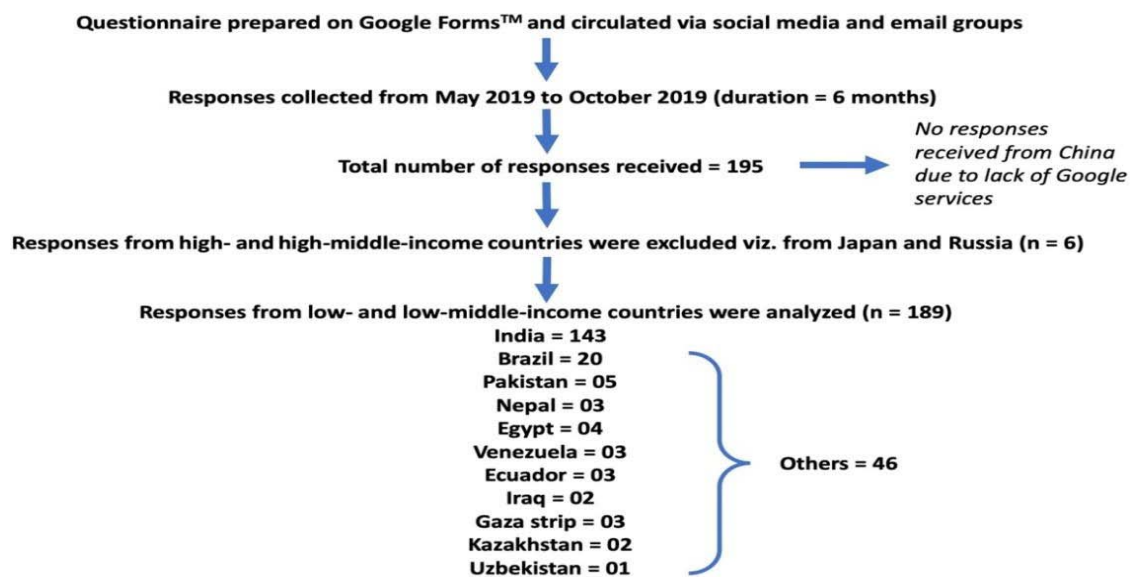 Questionnaire prepared on Google Forms™ and circulated via social media and email groups
Responses collected from May 2019 to October 2019 (duration = 6 months)
Total number of responses received = 195
No responses
received from China
due to lack of Google
services
Responses from high- and high-middle-income countries were excluded viz. from Japan and Russia (n = 6)
Responses from low- and low-middle-income countries were analyzed (n = 189)
India = 143
Brazil = 20
Pakistan = 05
Nepal = 03
Egypt = 04
Venezuela = 03
Ecuador = 03
Iraq = 02
Gaza strip = 03
Kazakhstan = 02
Uzbekistan = 01
Others = 46